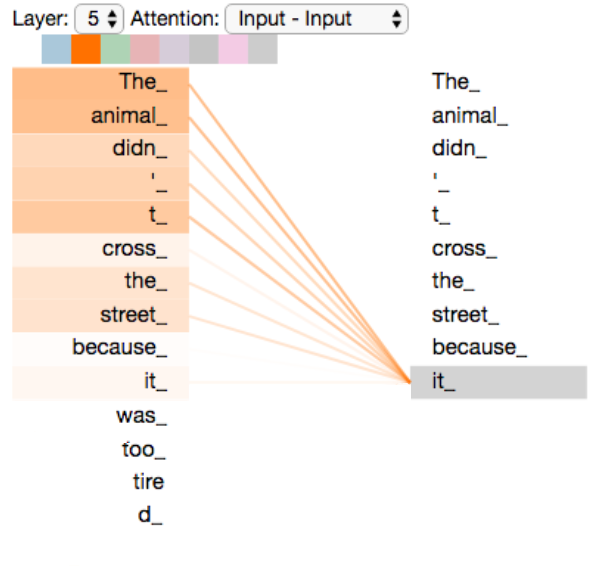 Layer: 5 Attention: Input - Input
The_ The_
animal_ animal_
didn_ didn_
'_ '_
t_ t_
cross_ cross_
the_ the_
street_ street_
because_ because_
it_ it_
was_
too_
tire
d_